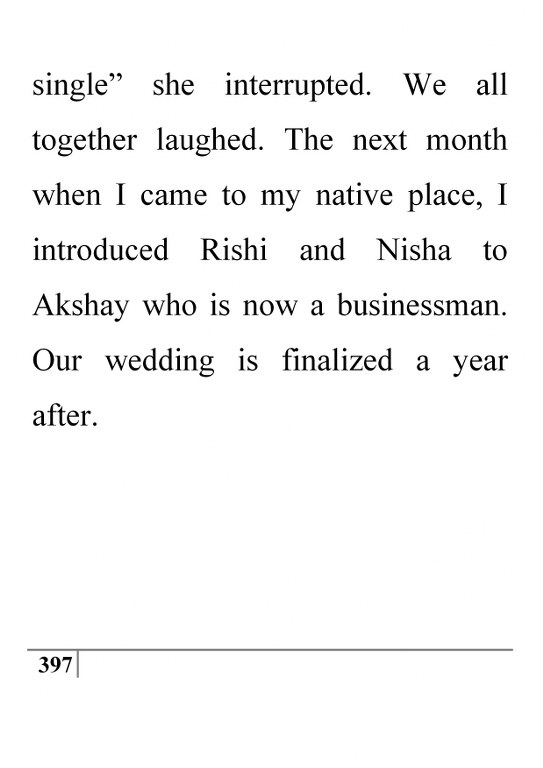 single” she interrupted. We all
together laughed. The next month
when I came to my native place, I
introduced Rishi and Nisha to
Akshay who is now a businessman.
Our wedding is finalized a year
after.
397